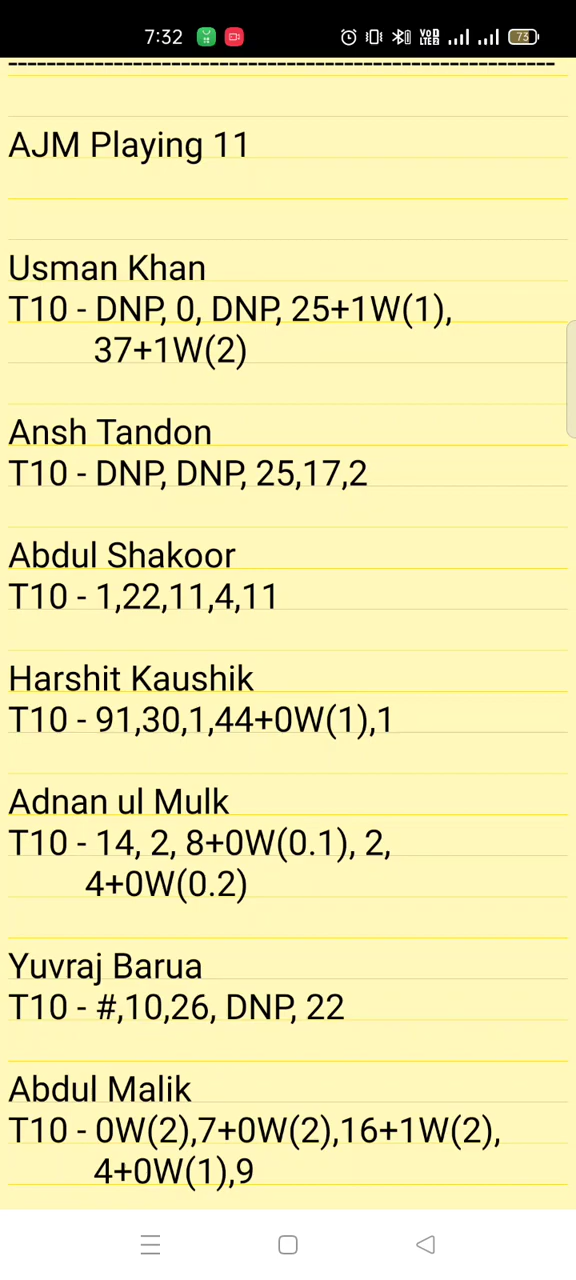 7:32
VoD LTE2
73
AJM Playing 11
Usman Khan
T10 - DNP, 0, DNP, 25+1W(1),
37+1W(2)
Ansh Tandon
T10 - DNP, DNP, 25,17,2
Abdul Shakoor
T10 - 1,22,11,4,11
Harshit Kaushik
T10 - 91,30,1,44+0W(1),1
Adnan ul Mulk
T10 - 14, 2, 8+0W(0.1), 2,
4+0W(0.2)
Yuvraj Barua
T10 - #,10,26, DNP, 22
Abdul Malik
T10 - 0W(2),7+0W(2),16+1W(2),
4+0W(1),9